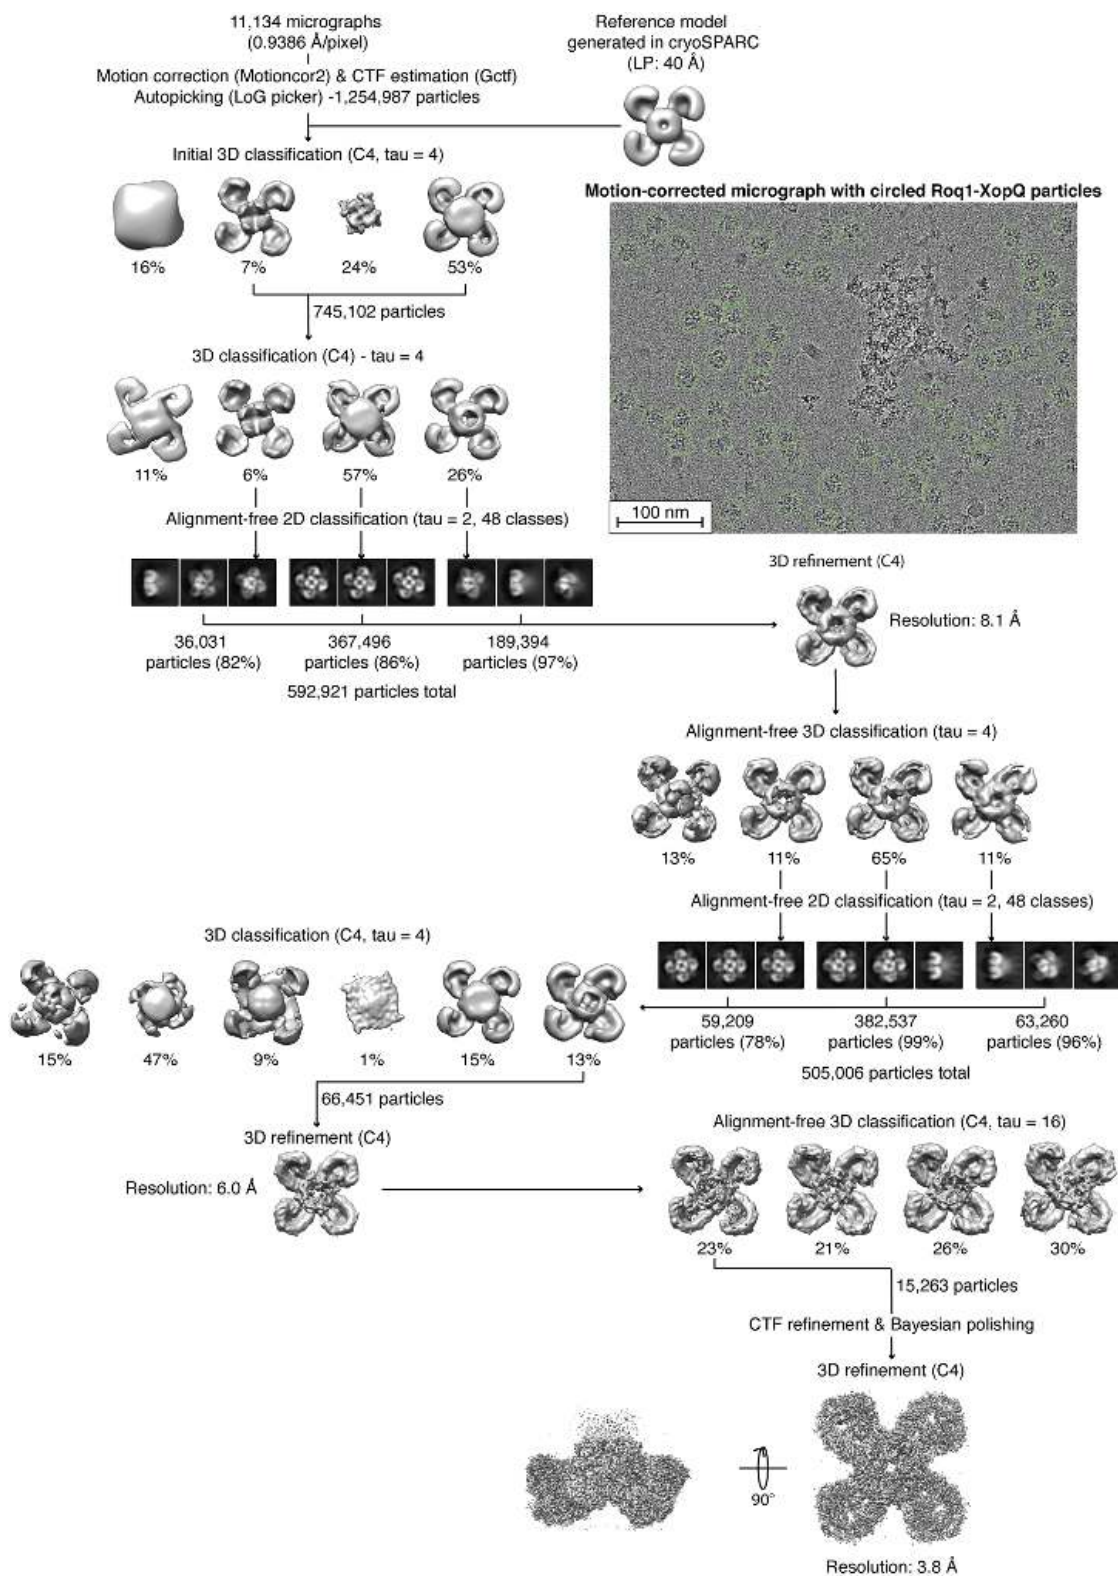 11,134 micrographs
(0.9386 Å/pixel)
Reference model
generated in cryoSPARC
(LP: 40 Å)
Motion correction (Motioncor2) & CTF estimation (Gctf)
Autopicking (LoG picker) -1,254,987 particles
Initial 3D classification (C4, tau = 4)
16%
7%
24%
53%
745,102 particles
Motion-corrected micrograph with circled Roq1-XopQ particles
100 nm
3D classification (C4) - tau = 4
11%
6%
57%
26%
Alignment-free 2D classification (tau = 2, 48 classes)
36,031
particles (82%)
367,496
particles (86%)
189,394
particles (97%)
592,921 particles total
3D refinement (C4)
Resolution: 8.1 Å
Alignment-free 3D classification (tau = 4)
13%
11%
65%
11%
Alignment-free 2D classification (tau = 2, 48 classes)
59,209
particles (78%)
382,537
particles (99%)
63,260
particles (96%)
505,006 particles total
3D classification (C4, tau = 4)
15%
47%
9%
1%
15%
13%
66,451 particles
3D refinement (C4)
Resolution: 6.0 Å
Alignment-free 3D classification (C4, tau = 16)
23%
21%
26%
30%
15,263 particles
CTF refinement & Bayesian polishing
3D refinement (C4)
90°
Resolution: 3.8 Å